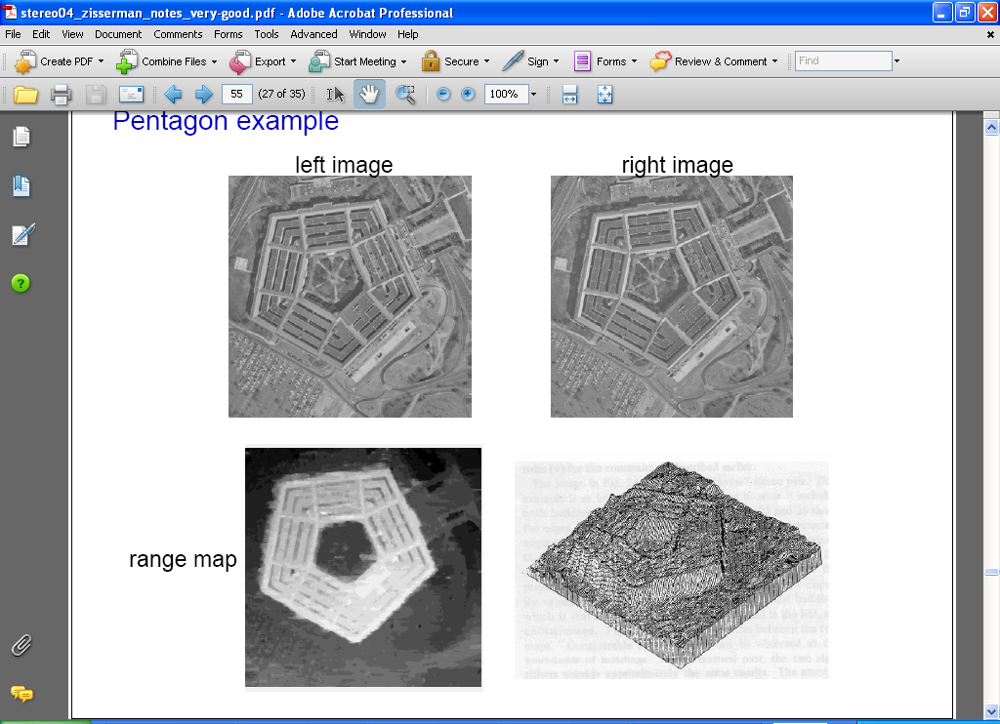 stereo04_zisserman_notes_very-good.pdf - Adobe Acrobat Professional
File Edit View Document Comments Forms Tools Advanced Window Help
Create PDF Combine Files Export Start Meeting Secure Sign Forms Review & Comment Find
55 (27 of 35) 100%
Pentagon example
left image right image
range map